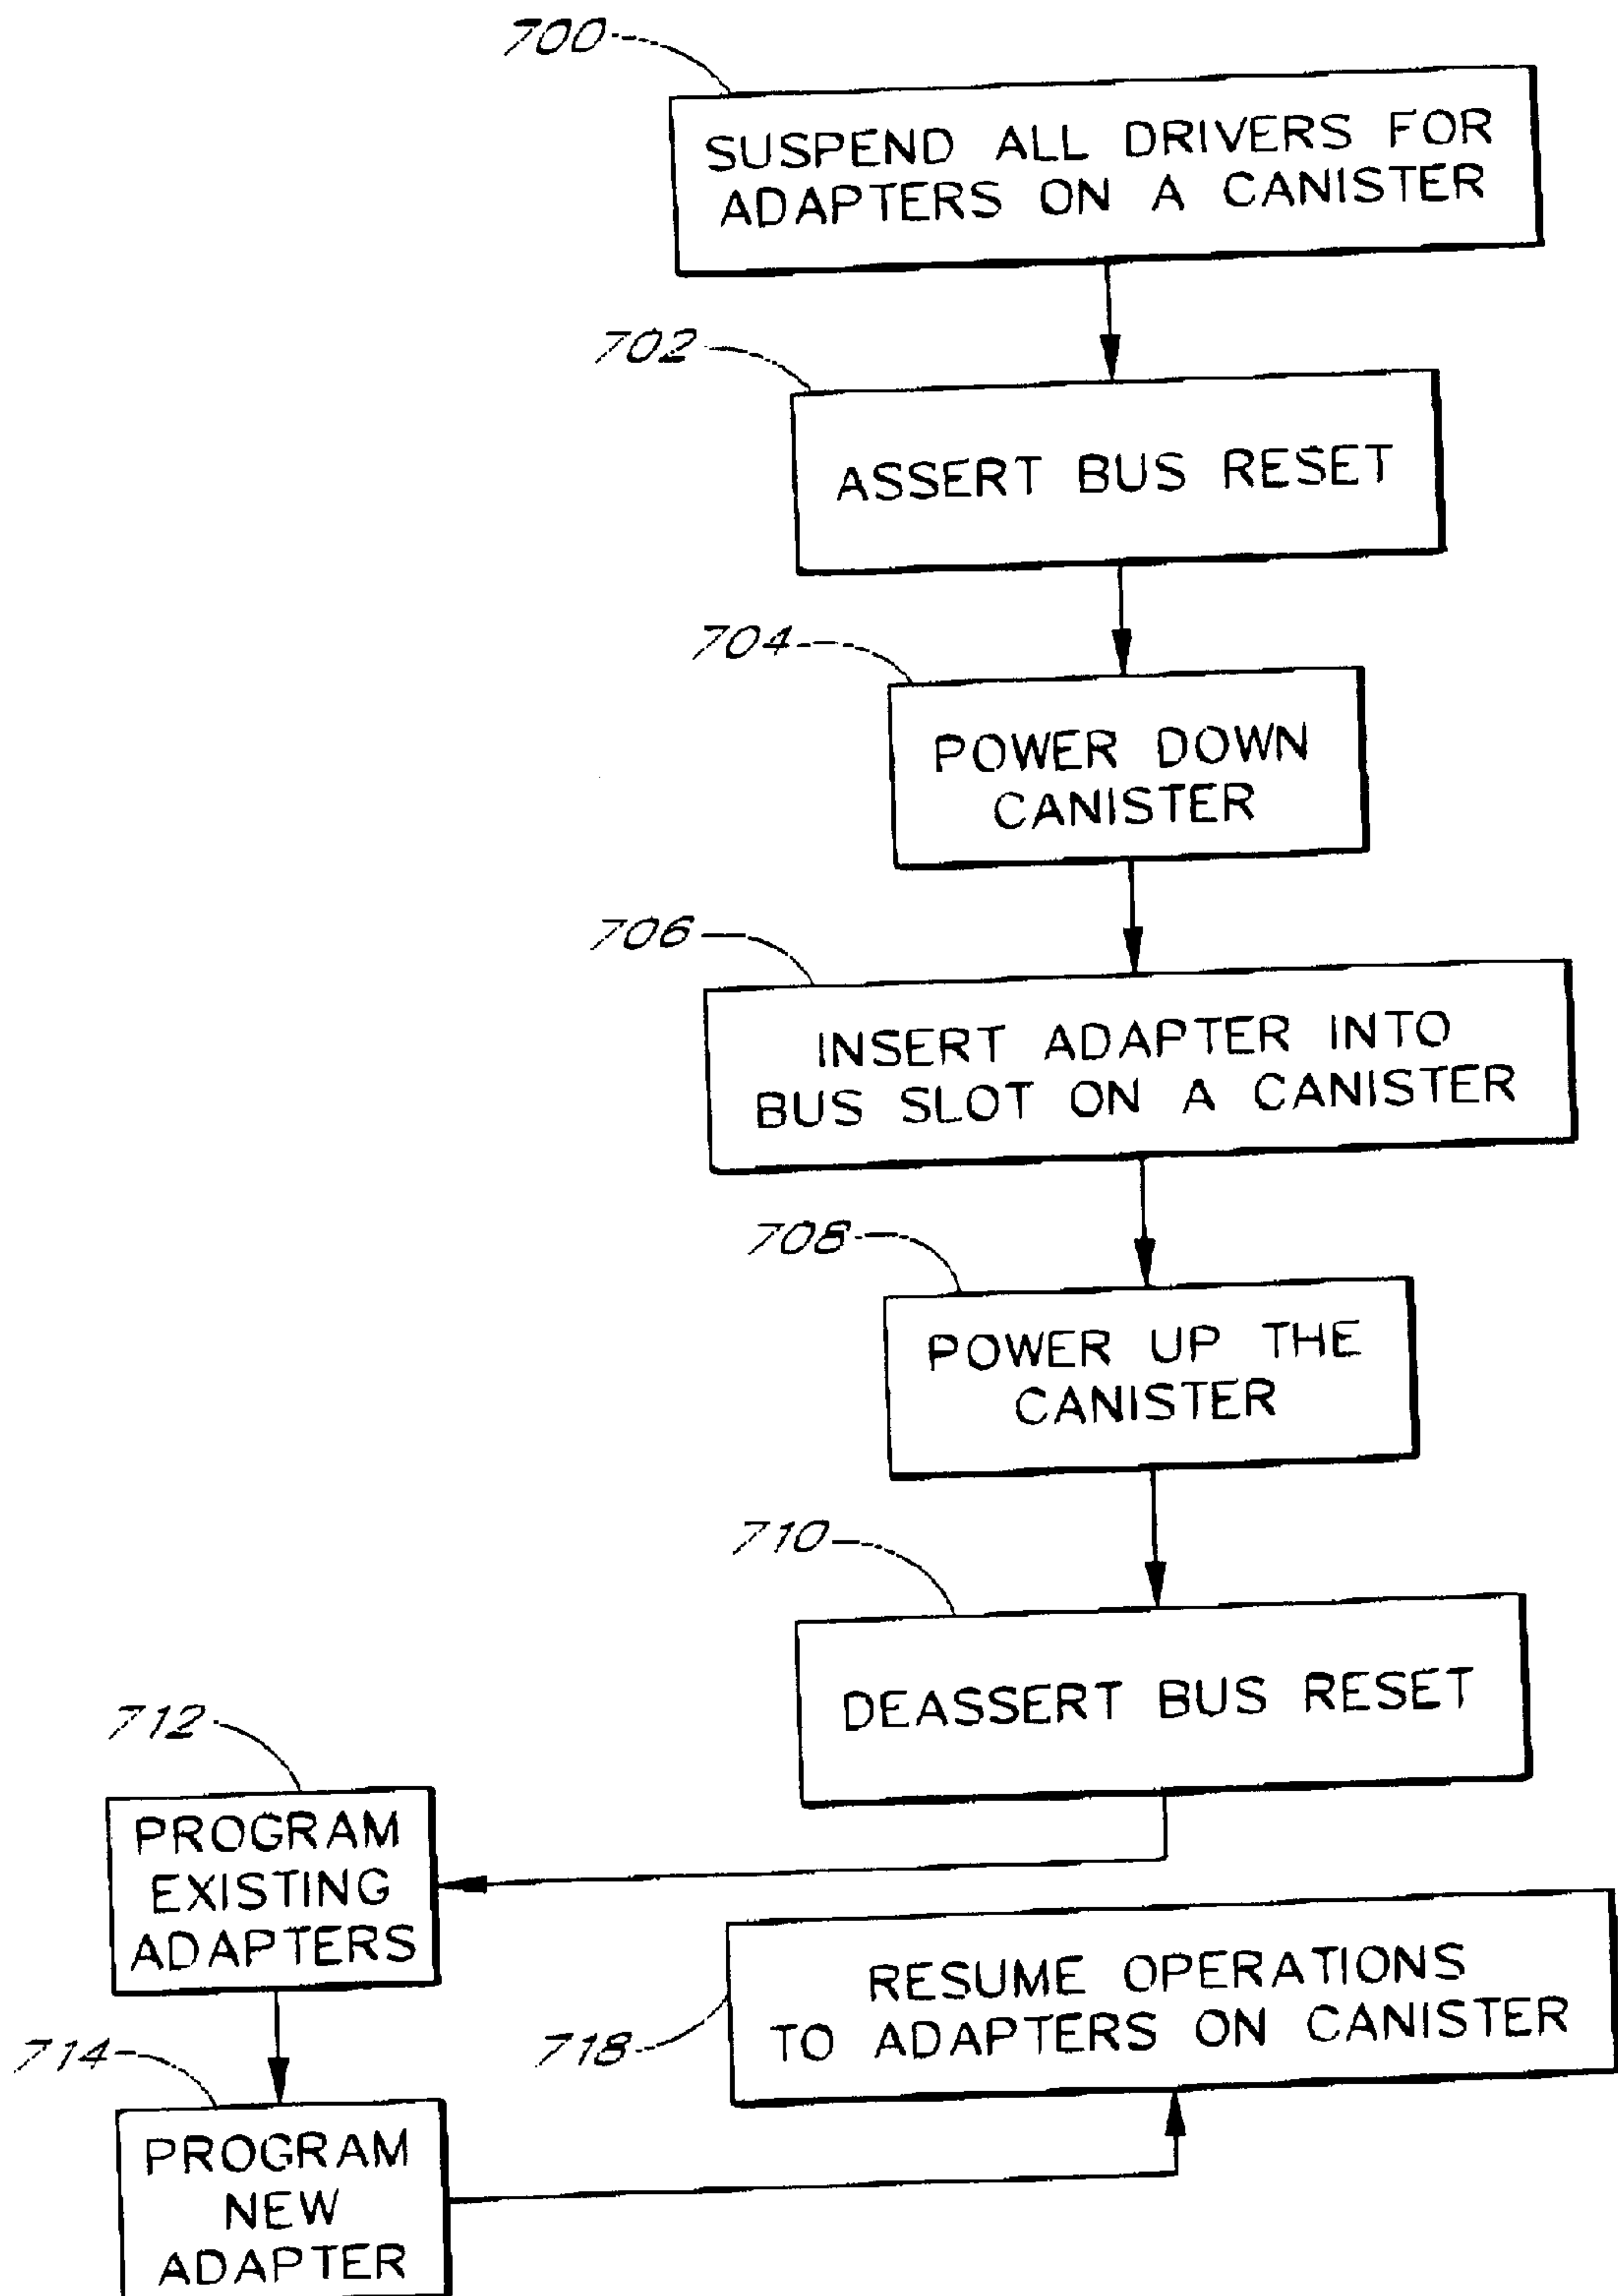 700
SUSPEND ALL DRIVERS FOR
ADAPTERS ON A CANISTER
702
ASSERT BUS RESET
704
POWER DOWN
CANISTER
706
INSERT ADAPTER INTO
BUS SLOT ON A CANISTER
708
POWER UP THE
CANISTER
710
DEASSERT BUS RESET
712
PROGRAM
EXISTING
ADAPTERS
714
PROGRAM
NEW
ADAPTER
718
RESUME OPERATIONS
TO ADAPTERS ON CANISTER